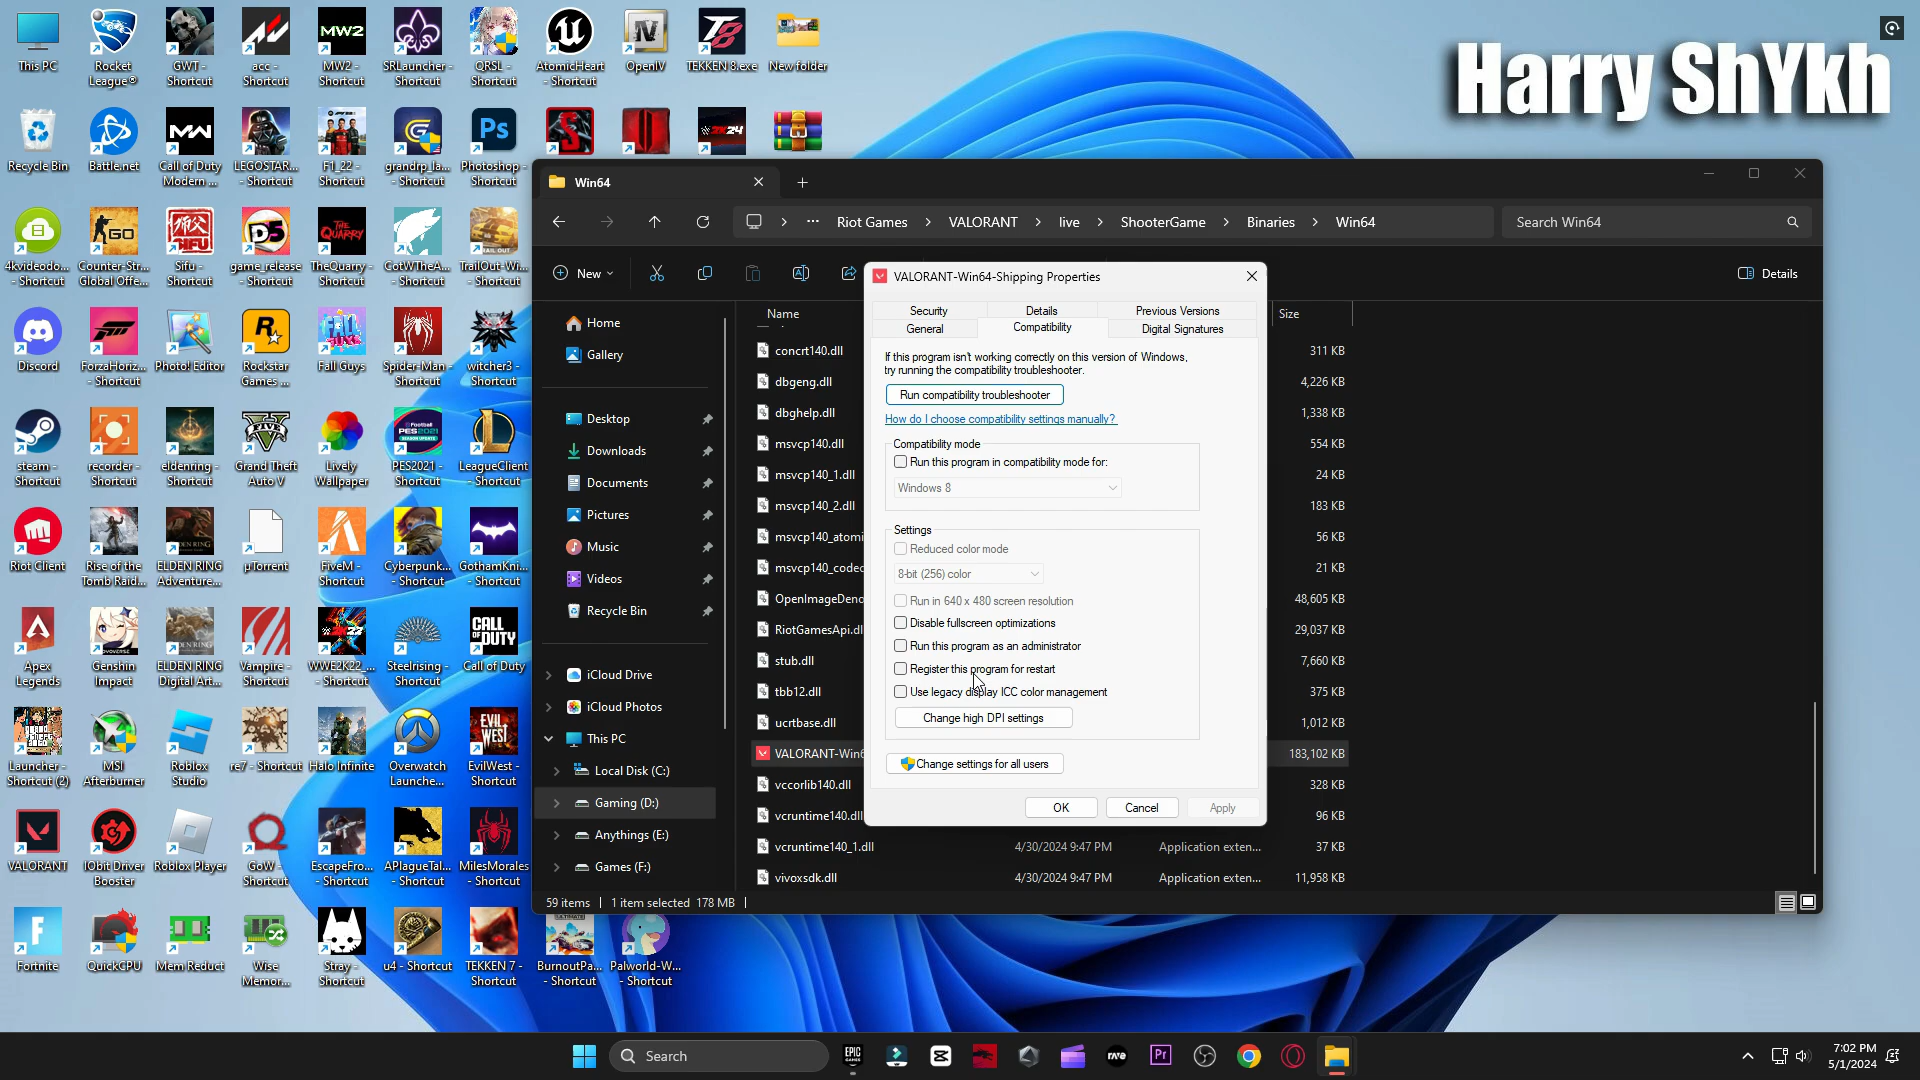 Harry ShYkh
This PC
Rocket
League®
GWT -
Shortcut
acc -
Shortcut
MW2 -
Shortcut
SRLauncher -
Shortcut
QRSL -
Shortcut
AtomicHeart
- Shortcut
OpenIV
TEKKEN 8.exe
New folder
Recycle Bin
Battle.net
Call of Duty
Modern ...
LEGOSTAR...
- Shortcut
F1_22 -
Shortcut
grandrp_la...
- Shortcut
Photoshop -
Shortcut
4kvideodo...
- Shortcut
Counter-Str...
Global Offe...
Sifu -
Shortcut
game_release
- Shortcut
TheQuarry -
Shortcut
CotWTheA...
- Shortcut
TrailOut-Wi...
- Shortcut
Discord
ForzaHoriz...
- Shortcut
Photo! Editor
Rockstar
Games ...
Fall Guys
Spider-Man -
Shortcut
witcher3 -
Shortcut
steam -
Shortcut
recorder -
Shortcut
eldenring -
Shortcut
Grand Theft
Auto V
Lively
Wallpaper
PES2021 -
Shortcut
LeagueClient
- Shortcut
Riot Client
Rise of the
Tomb Raid...
ELDEN RING
Adventure...
µTorrent
FiveM -
Shortcut
Cyberpunk...
- Shortcut
GothamKni...
- Shortcut
Apex
Legends
Genshin
Impact
ELDEN RING
Digital Art...
Vampire -
Shortcut
WWE2K22_...
- Shortcut
Steelrising -
Shortcut
Call of Duty
Launcher -
Shortcut (2)
MSI
Afterburner
Roblox
Studio
re7 - Shortcut
Halo Infinite
Overwatch
Launche...
EvilWest -
Shortcut
VALORANT
IObit Driver
Booster
Roblox Player
GoW -
Shortcut
EscapeFro...
- Shortcut
APlagueTal...
- Shortcut
MilesMorales
- Shortcut
Fortnite
QuickCPU
Mem Reduct
Wise
Memor...
Stray -
Shortcut
u4 - Shortcut
TEKKEN 7 -
Shortcut
BurnoutPa...
- Shortcut
Palworld-W...
- Shortcut
Win64
Riot Games
VALORANT
live
ShooterGame
Binaries
Win64
Search Win64
New
Details
Home
Gallery
Desktop
Downloads
Documents
Pictures
Music
Videos
Recycle Bin
iCloud Drive
iCloud Photos
This PC
Local Disk (C:)
Gaming (D:)
Anythings (E:)
Games (F:)
Name
Size
concrt140.dll 311 KB
dbgeng.dll 4,226 KB
dbghelp.dll 1,338 KB
msvcp140.dll 554 KB
msvcp140_1.dll 24 KB
msvcp140_2.dll 183 KB
msvcp140_atomi 56 KB
msvcp140_codec 21 KB
OpenImageDeno 48,605 KB
RiotGamesApi.dl 29,037 KB
stub.dll 7,660 KB
tbb12.dll 375 KB
ucrtbase.dll 1,012 KB
VALORANT-Win6 183,102 KB
vccorlib140.dll 328 KB
vcruntime140.dll 96 KB
vcruntime140_1.dll 4/30/2024 9:47 PM Application exten... 37 KB
vivoxsdk.dll 4/30/2024 9:47 PM Application exten... 11,958 KB
59 items 1 item selected 178 MB
VALORANT-Win64-Shipping Properties
Security
Details
Previous Versions
General
Compatibility
Digital Signatures
If this program isn't working correctly on this version of Windows,
try running the compatibility troubleshooter.
Run compatibility troubleshooter
How do I choose compatibility settings manually?
Compatibility mode
Run this program in compatibility mode for:
Windows 8
Settings
Reduced color mode
8-bit (256) color
Run in 640 x 480 screen resolution
Disable fullscreen optimizations
Run this program as an administrator
Register this program for restart
Use legacy display ICC color management
Change high DPI settings
Change settings for all users
OK
Cancel
Apply
Search
7:02 PM
5/1/2024